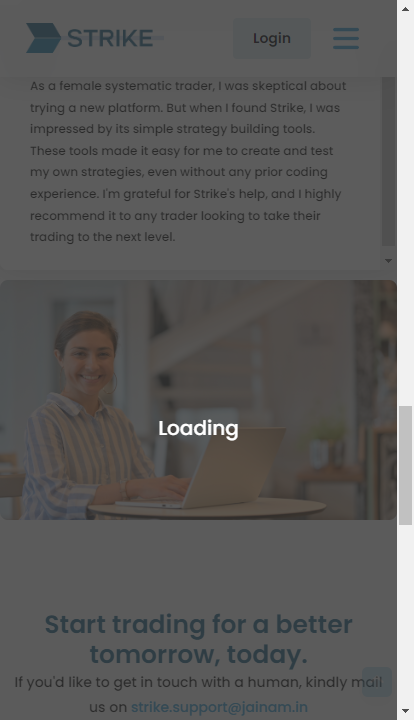 STRIKE
Login
As a female systematic trader, I was skeptical about
trying a new platform. But when I found Strike, I was
impressed by its simple strategy building tools.
These tools made it easy for me to create and test
my own strategies, even without any prior coding
experience. I'm grateful for Strike's help, and I highly
recommend it to any trader looking to take their
trading to the next level.
Loading
Start trading for a better
tomorrow, today.
If you'd like to get in touch with a human, kindly mail
us on strike.support@jainam.in